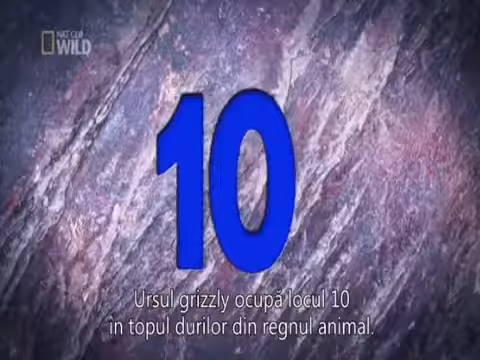 NAT GEO
WILD
10
Ursul grizzly ocupă locul 10
în topul durilor din regnul animal.